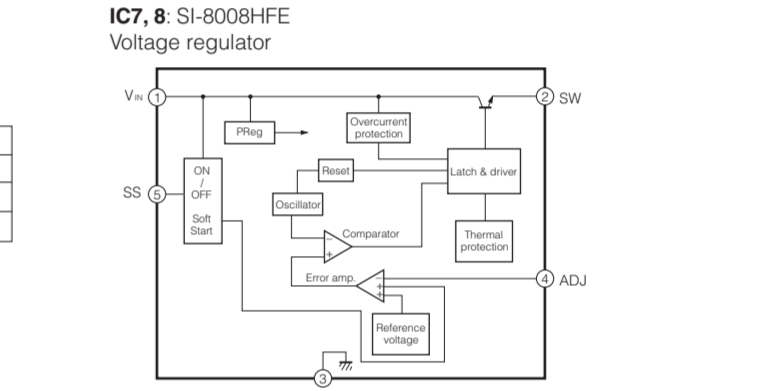 IC7, 8: SI-8008HFE
Voltage regulator
VIN 1
2 SW
PReg
Overcurrent
protection
ON
/
OFF
Soft
Start
SS 5
Reset
Latch & driver
Oscillator
Comparator
−
+
Thermal
protection
Error amp.
−
+
+
4 ADJ
Reference
voltage
3